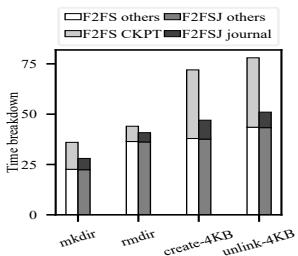 F2FS others F2FSJ others
F2FS CKPT F2FSJ journal
Time breakdown
75
50
25
0
mkdir rmdir create-4KB unlink-4KB